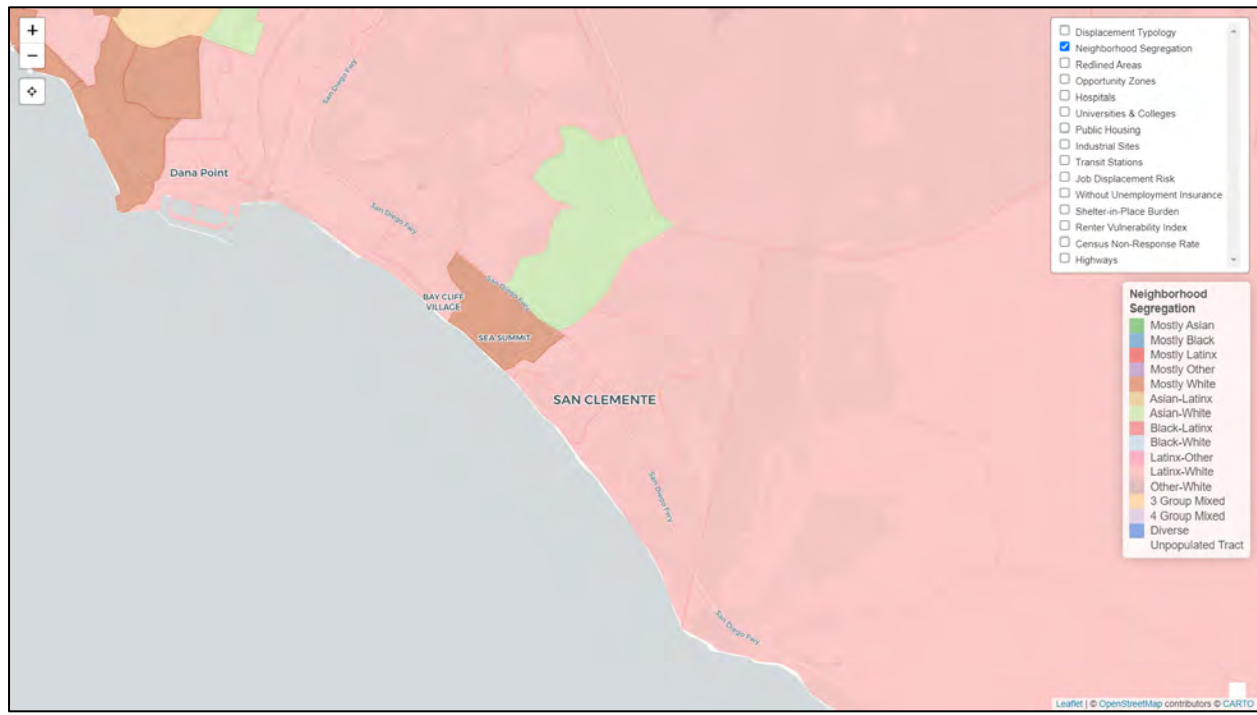 +
−
Displacement Typology
Neighborhood Segregation
Redlined Areas
Opportunity Zones
Hospitals
Universities & Colleges
Public Housing
Industrial Sites
Transit Stations
Job Displacement Risk
Without Unemployment Insurance
Shelter-in-Place Burden
Renter Vulnerability Index
Census Non-Response Rate
Highways
San Diego Fwy
Dana Point
San Diego Fwy
San Diego Fwy
BAY CLIFF
VILLAGE
SEA SUMMIT
SAN CLEMENTE
San Diego Fwy
San Diego Fwy
Neighborhood
Segregation
Mostly Asian
Mostly Black
Mostly Latinx
Mostly Other
Mostly White
Asian-Latinx
Asian-White
Black-Latinx
Black-White
Latinx-Other
Latinx-White
Other-White
3 Group Mixed
4 Group Mixed
Diverse
Unpopulated Tract
Leaflet | © OpenStreetMap contributors © CARTO